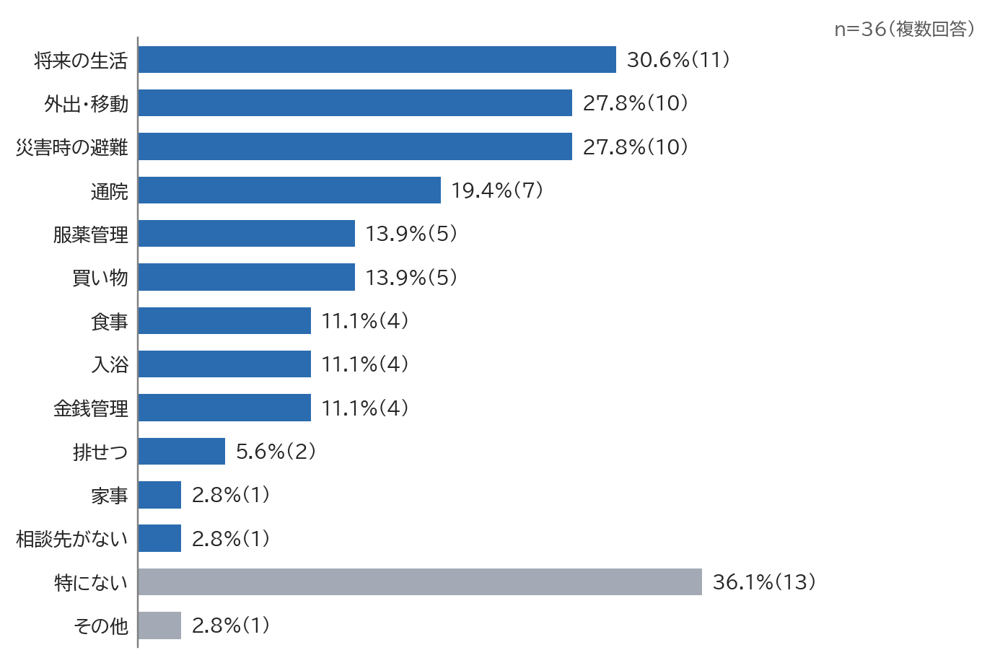 n=36（複数回答）
将来の生活 30.6%（11）
外出・移動 27.8%（10）
災害時の避難 27.8%（10）
通院 19.4%（7）
服薬管理 13.9%（5）
買い物 13.9%（5）
食事 11.1%（4）
入浴 11.1%（4）
金銭管理 11.1%（4）
排せつ 5.6%（2）
家事 2.8%（1）
相談先がない 2.8%（1）
特にない 36.1%（13）
その他 2.8%（1）